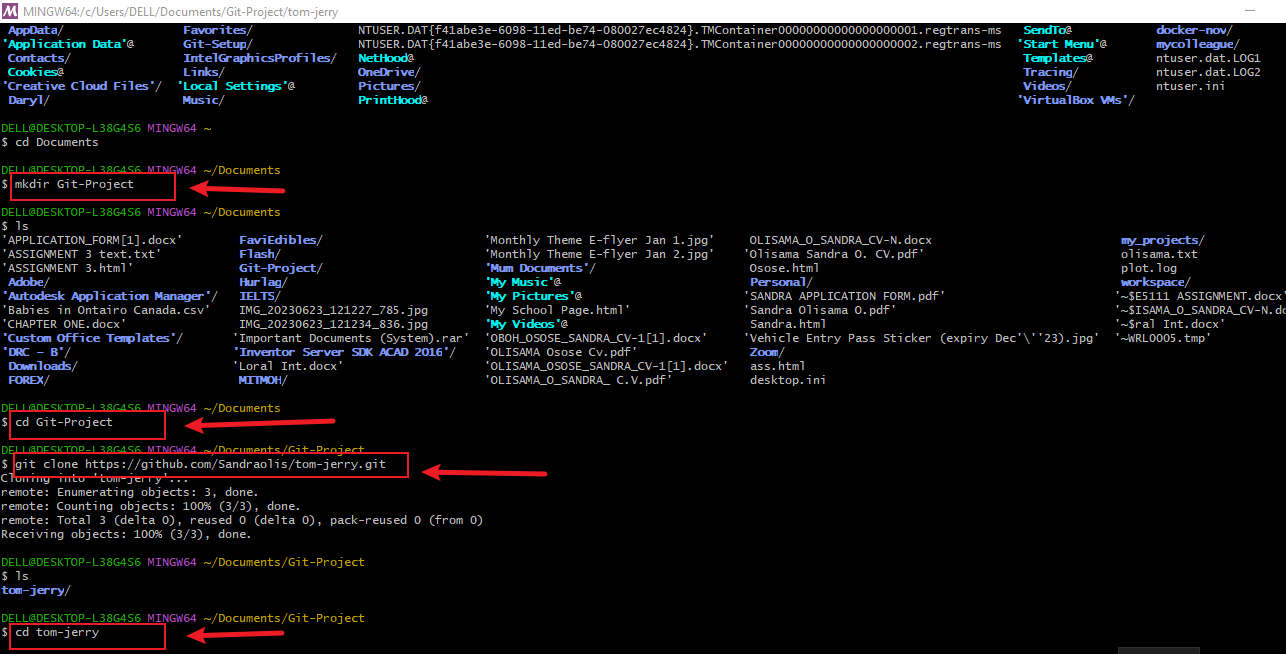 MINGW64:/c/Users/DELL/Documents/Git-Project/tom-jerry
AppData/ Favorites/ NTUSER.DAT{f41abe3e-6098-11ed-be74-080027ec4824}.TMContainer00000000000000000001.regtrans-ms SendTo@ docker-nov/
'Application Data'@ Git-Setup/ NTUSER.DAT{f41abe3e-6098-11ed-be74-080027ec4824}.TMContainer00000000000000000002.regtrans-ms 'Start Menu'@ mycolleague/
Contacts/ IntelGraphicsProfiles/ NetHood@ Templates@ ntuser.dat.LOG1
Cookies@ Links/ OneDrive/ Tracing/ ntuser.dat.LOG2
'Creative Cloud Files'/ 'Local Settings'@ Pictures/ Videos/ ntuser.ini
Daryl/ Music/ PrintHood@ 'VirtualBox VMs'/
DELL@DESKTOP-L38G4S6 MINGW64 ~
$ cd Documents
DELL@DESKTOP-L38G4S6 MINGW64 ~/Documents
$ mkdir Git-Project
DELL@DESKTOP-L38G4S6 MINGW64 ~/Documents
$ ls
'APPLICATION_FORM[1].docx' FaviEdibles/ 'Monthly Theme E-flyer Jan 1.jpg' OLISAMA_O_SANDRA_CV-N.docx my_projects/
'ASSIGNMENT 3 text.txt' Flash/ 'Monthly Theme E-flyer Jan 2.jpg' 'Olisama Sandra O. CV.pdf' olisama.txt
'ASSIGNMENT 3.html' Git-Project/ 'Mum Documents'/ Osose.html plot.log
Adobe/ Hurlag/ 'My Music'@ Personal/ workspace/
'Autodesk Application Manager'/ IELTS/ 'My Pictures'@ 'SANDRA APPLICATION FORM.pdf' '~$E5111 ASSIGNMENT.docx'
'Babies in Ontairo Canada.csv' IMG_20230623_121227_785.jpg 'My School Page.html' 'Sandra Olisama O.pdf' '~$ISAMA_O_SANDRA_CV-N.do
'CHAPTER ONE.docx' IMG_20230623_121234_836.jpg 'My Videos'@ Sandra.html '~$ral Int.docx'
'Custom Office Templates'/ 'Important Documents (System).rar' 'OBOH_OSOSE_SANDRA_CV-1[1].docx' 'Vehicle Entry Pass Sticker (expiry Dec'\''23).jpg' '~WRL0005.tmp'
'DRC - B'/ 'Inventor Server SDK ACAD 2016'/ 'OLISAMA Osose Cv.pdf' Zoom/
Downloads/ 'Loral Int.docx' 'OLISAMA_OSOSE_SANDRA_CV-1[1].docx' ass.html
FOREX/ MITMOH/ 'OLISAMA_O_SANDRA_ C.V.pdf' desktop.ini
DELL@DESKTOP-L38G4S6 MINGW64 ~/Documents
$ cd Git-Project
DELL@DESKTOP-L38G4S6 MINGW64 ~/Documents/Git-Project
$ git clone https://github.com/Sandraolis/tom-jerry.git
Cloning into 'tom-jerry'...
remote: Enumerating objects: 3, done.
remote: Counting objects: 100% (3/3), done.
remote: Total 3 (delta 0), reused 0 (delta 0), pack-reused 0 (from 0)
Receiving objects: 100% (3/3), done.
DELL@DESKTOP-L38G4S6 MINGW64 ~/Documents/Git-Project
$ ls
tom-jerry/
DELL@DESKTOP-L38G4S6 MINGW64 ~/Documents/Git-Project
$ cd tom-jerry